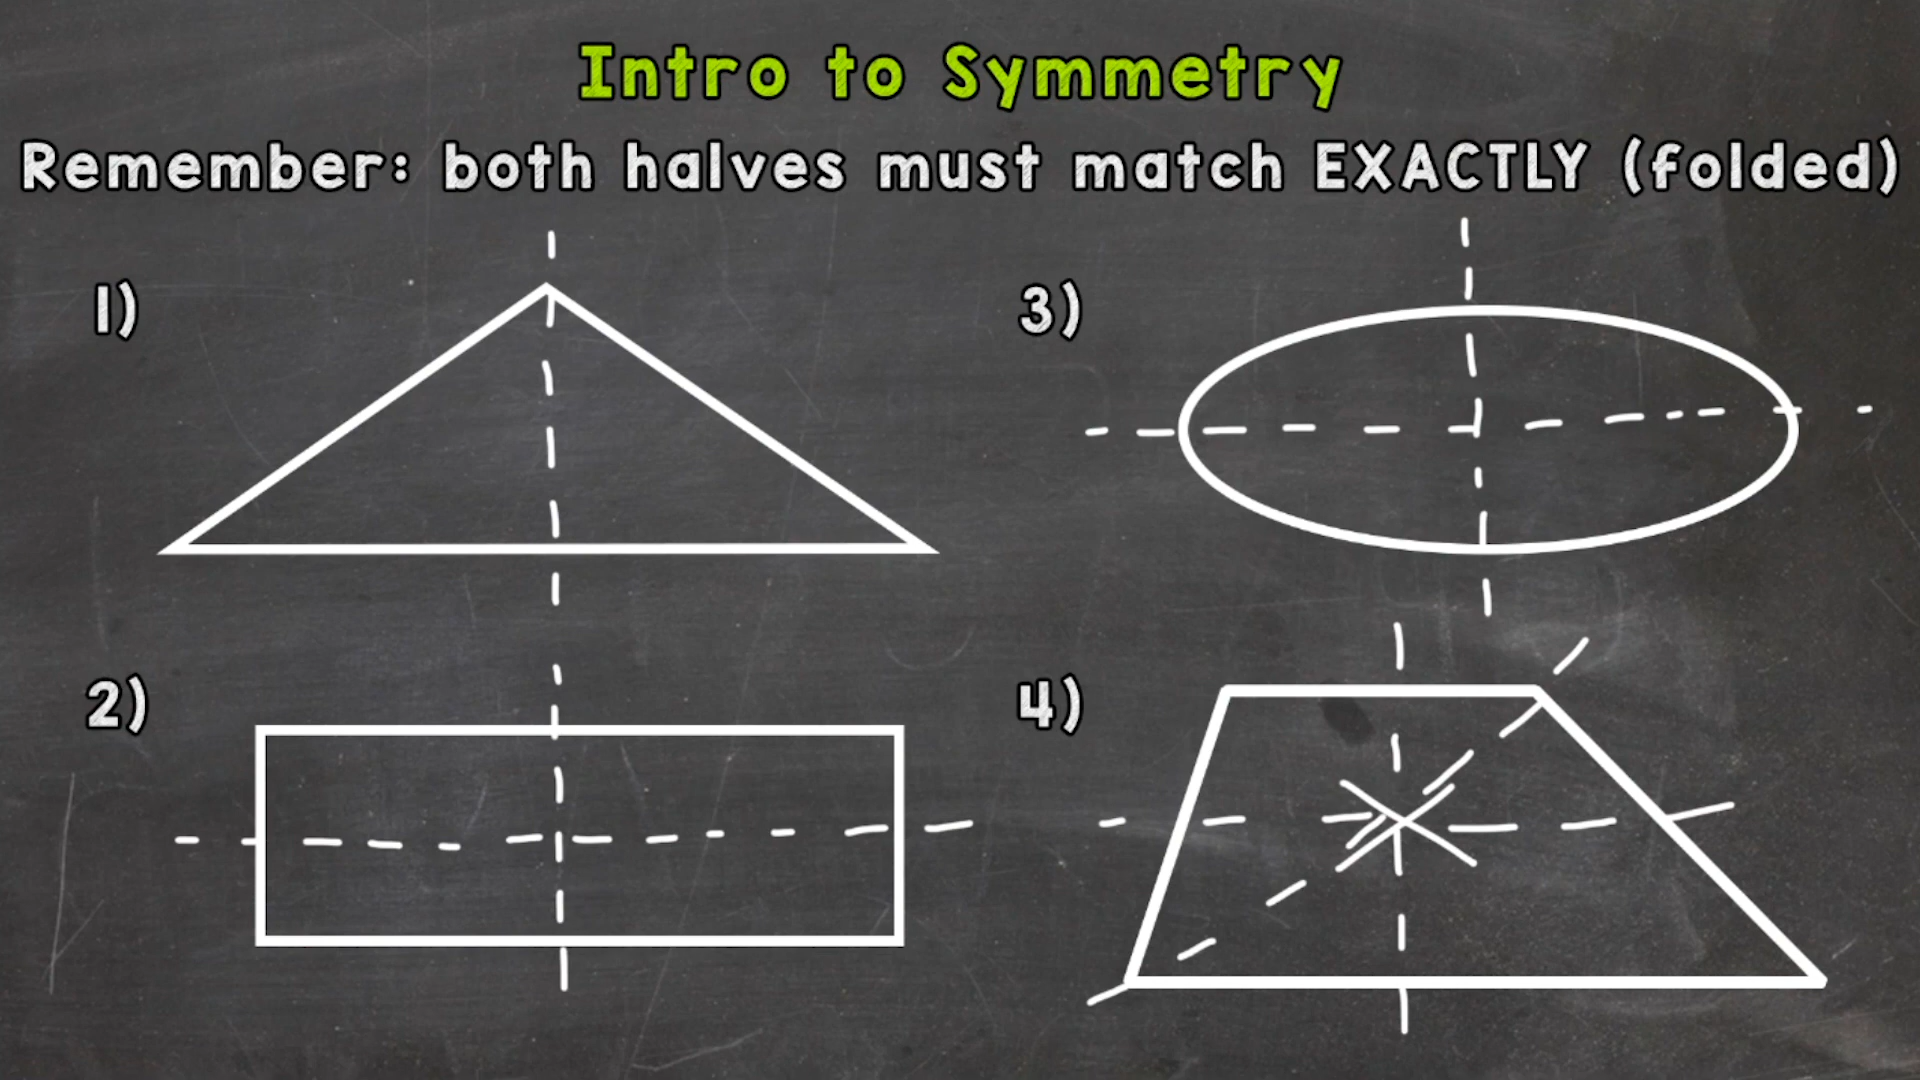 Intro to Symmetry
Remember: both halves must match EXACTLY (folded)
1)
3)
2)
4)